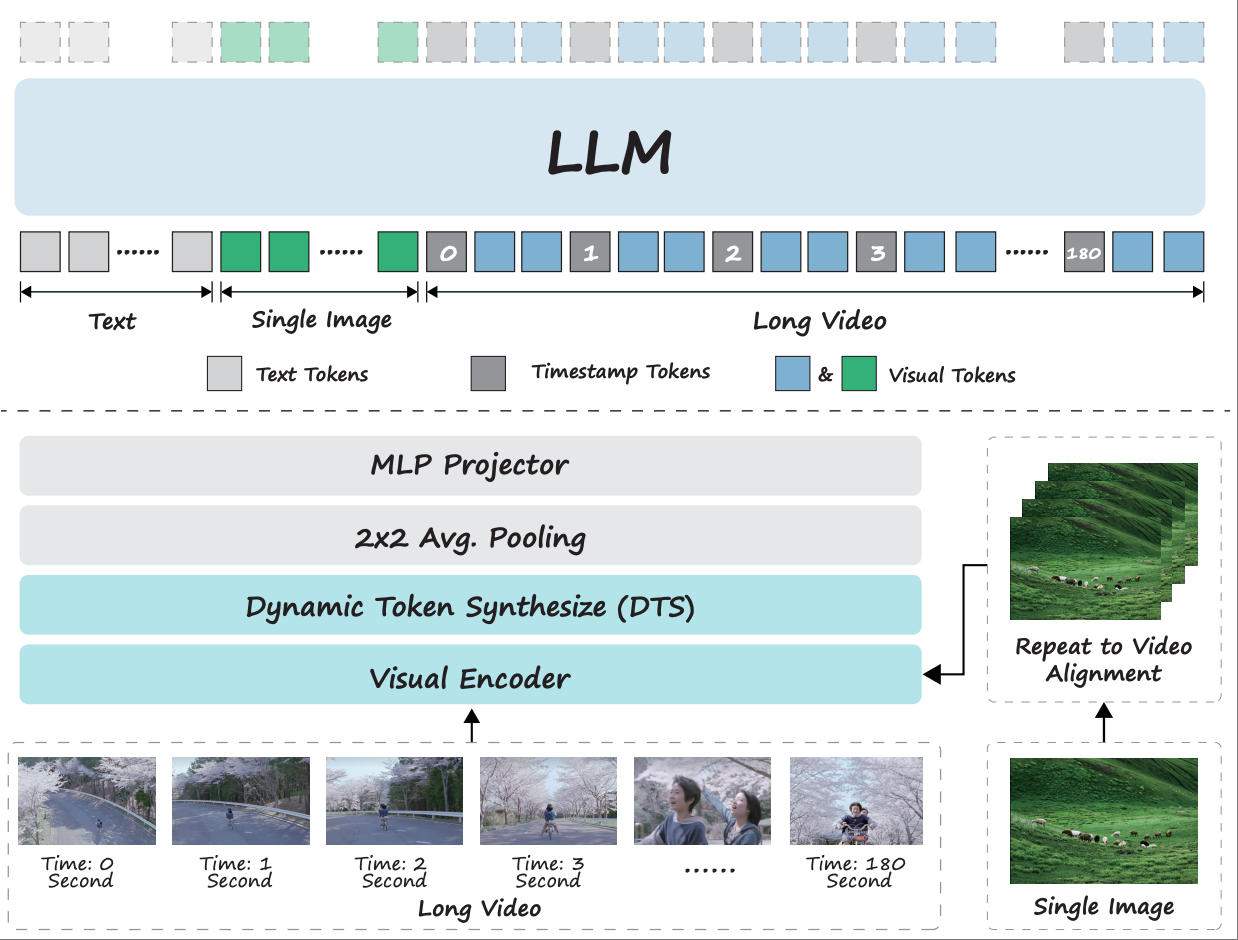 LLM
...... ...... 0 1 2 3 ...... 180
Text Single Image Long Video
Text Tokens Timestamp Tokens & Visual Tokens
MLP Projector
2x2 Avg. Pooling
Dynamic Token Synthesize (DTS)
Visual Encoder
Repeat to Video
Alignment
Time: 0
Second
Time: 1
Second
Time: 2
Second
Time: 3
Second
......
Time: 180
Second
Long Video
Single Image